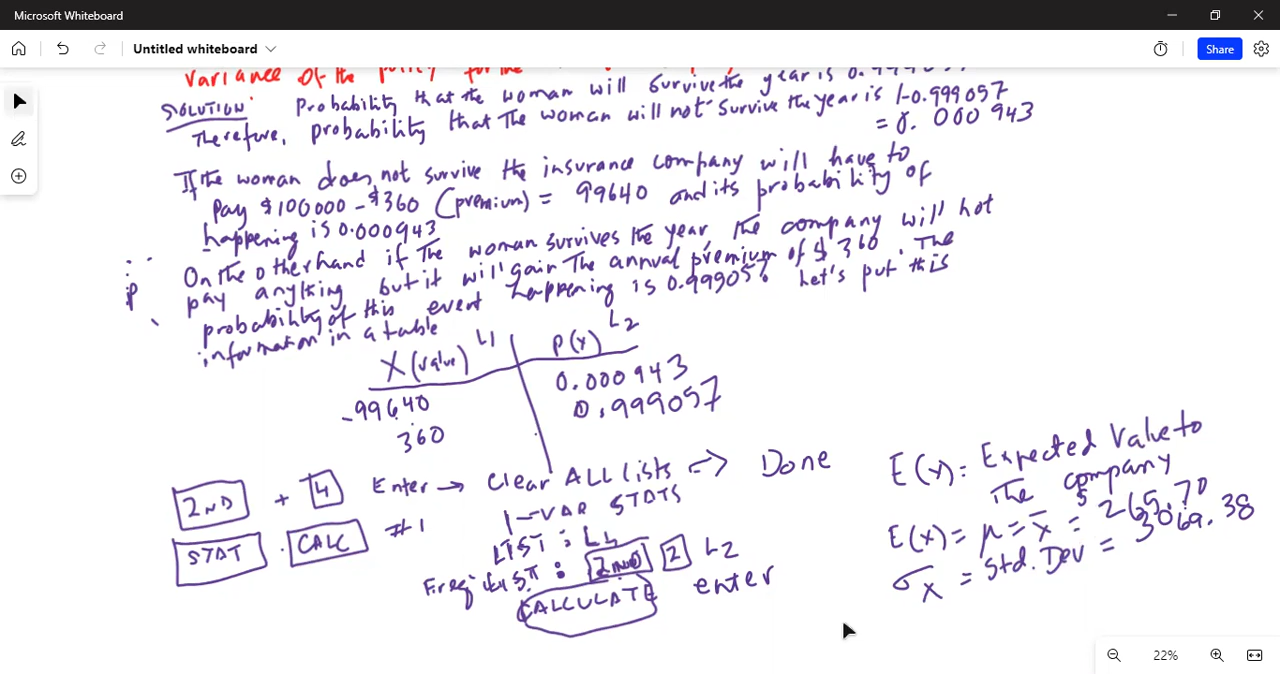 Microsoft Whiteboard
Untitled whiteboard
Share
Variance of the policy for the
SOLUTION: Probability that the woman will survive the year is 0.999057
Therefore, probability that The woman will not survive the year is 1-0.999057
= 0.000943
If the woman does not survive the insurance company will have to
Pay $100000 - $360 (premium) = 99640 and its probability of
happening is 0.000943
On the otherhand if The woman survives the year, the company will not
pay anything but it will gain The annual premium of $360. The
probability of this event happening is 0.999057. Let's put this
information in a table
X (value) L1 P(x) L2
-99640 0.000943
360 0.999057
2ND + 4 Enter → Clear ALL Lists → Done
STAT . CALC #1 1-VAR STATS
LIST : L1
Freq LIST : 2ND 2 L2
CALCULATE enter
E(x) = Expected Value to
The company
E(x) = μ = x̄ = $ 265.70
σx = Std. Dev = 3069.38
22%